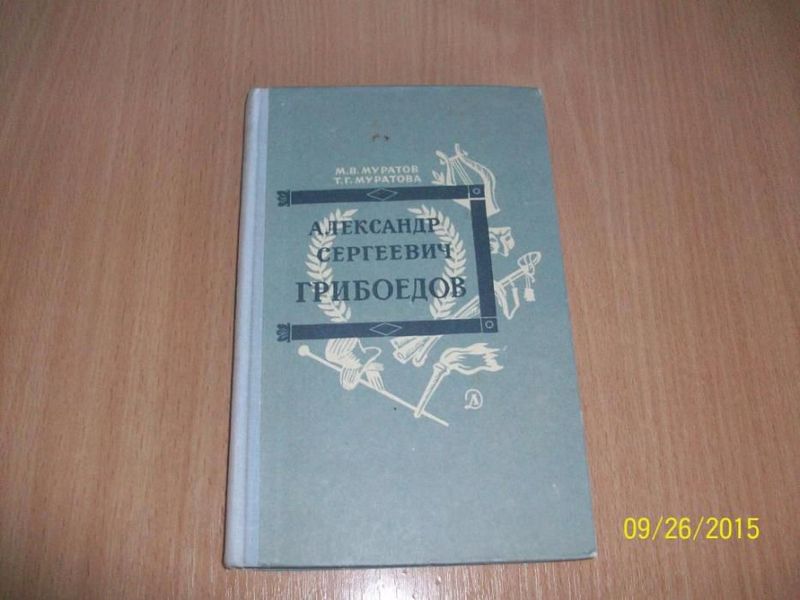 М.В.МУРАТОВ
Т.Г.МУРАТОВА
АЛЕКСАНДР
СЕРГЕЕВИЧ
ГРИБОЕДОВ
09/26/2015